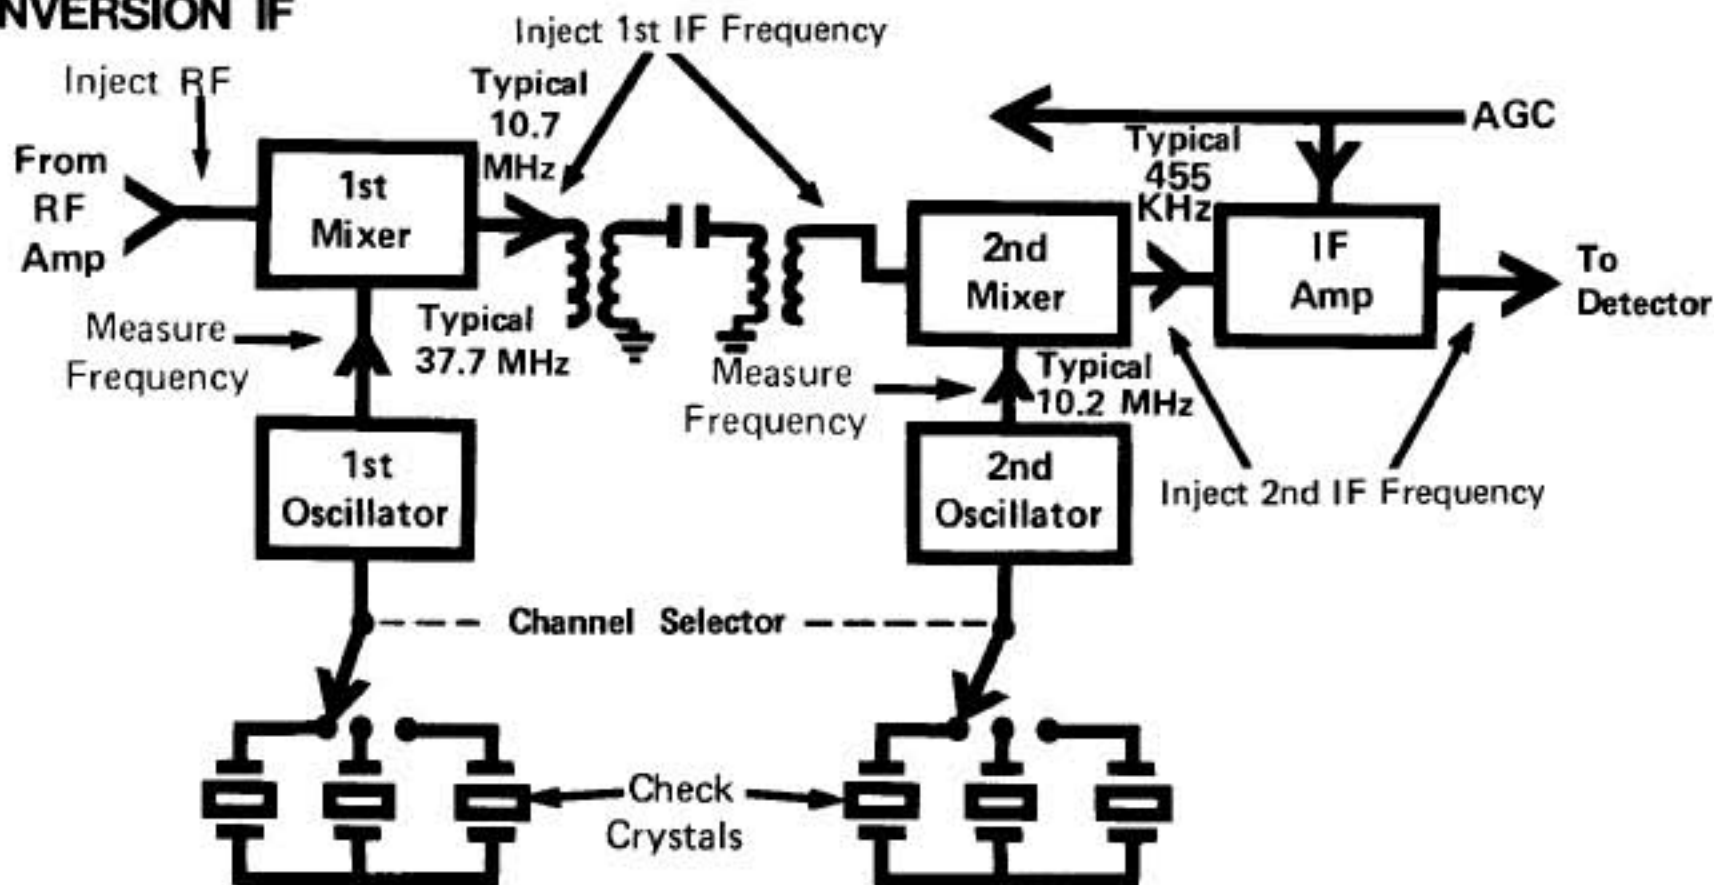 NVERSION IF
Inject 1st IF Frequency
Inject RF
Typical
10.7
MHz
From
RF
Amp
1st
Mixer
AGC
Typical
455
KHz
2nd
Mixer
IF
Amp
To
Detector
Measure
Frequency
Typical
37.7 MHz
Measure
Frequency
Typical
10.2 MHz
1st
Oscillator
2nd
Oscillator
Inject 2nd IF Frequency
Channel Selector
Check
Crystals